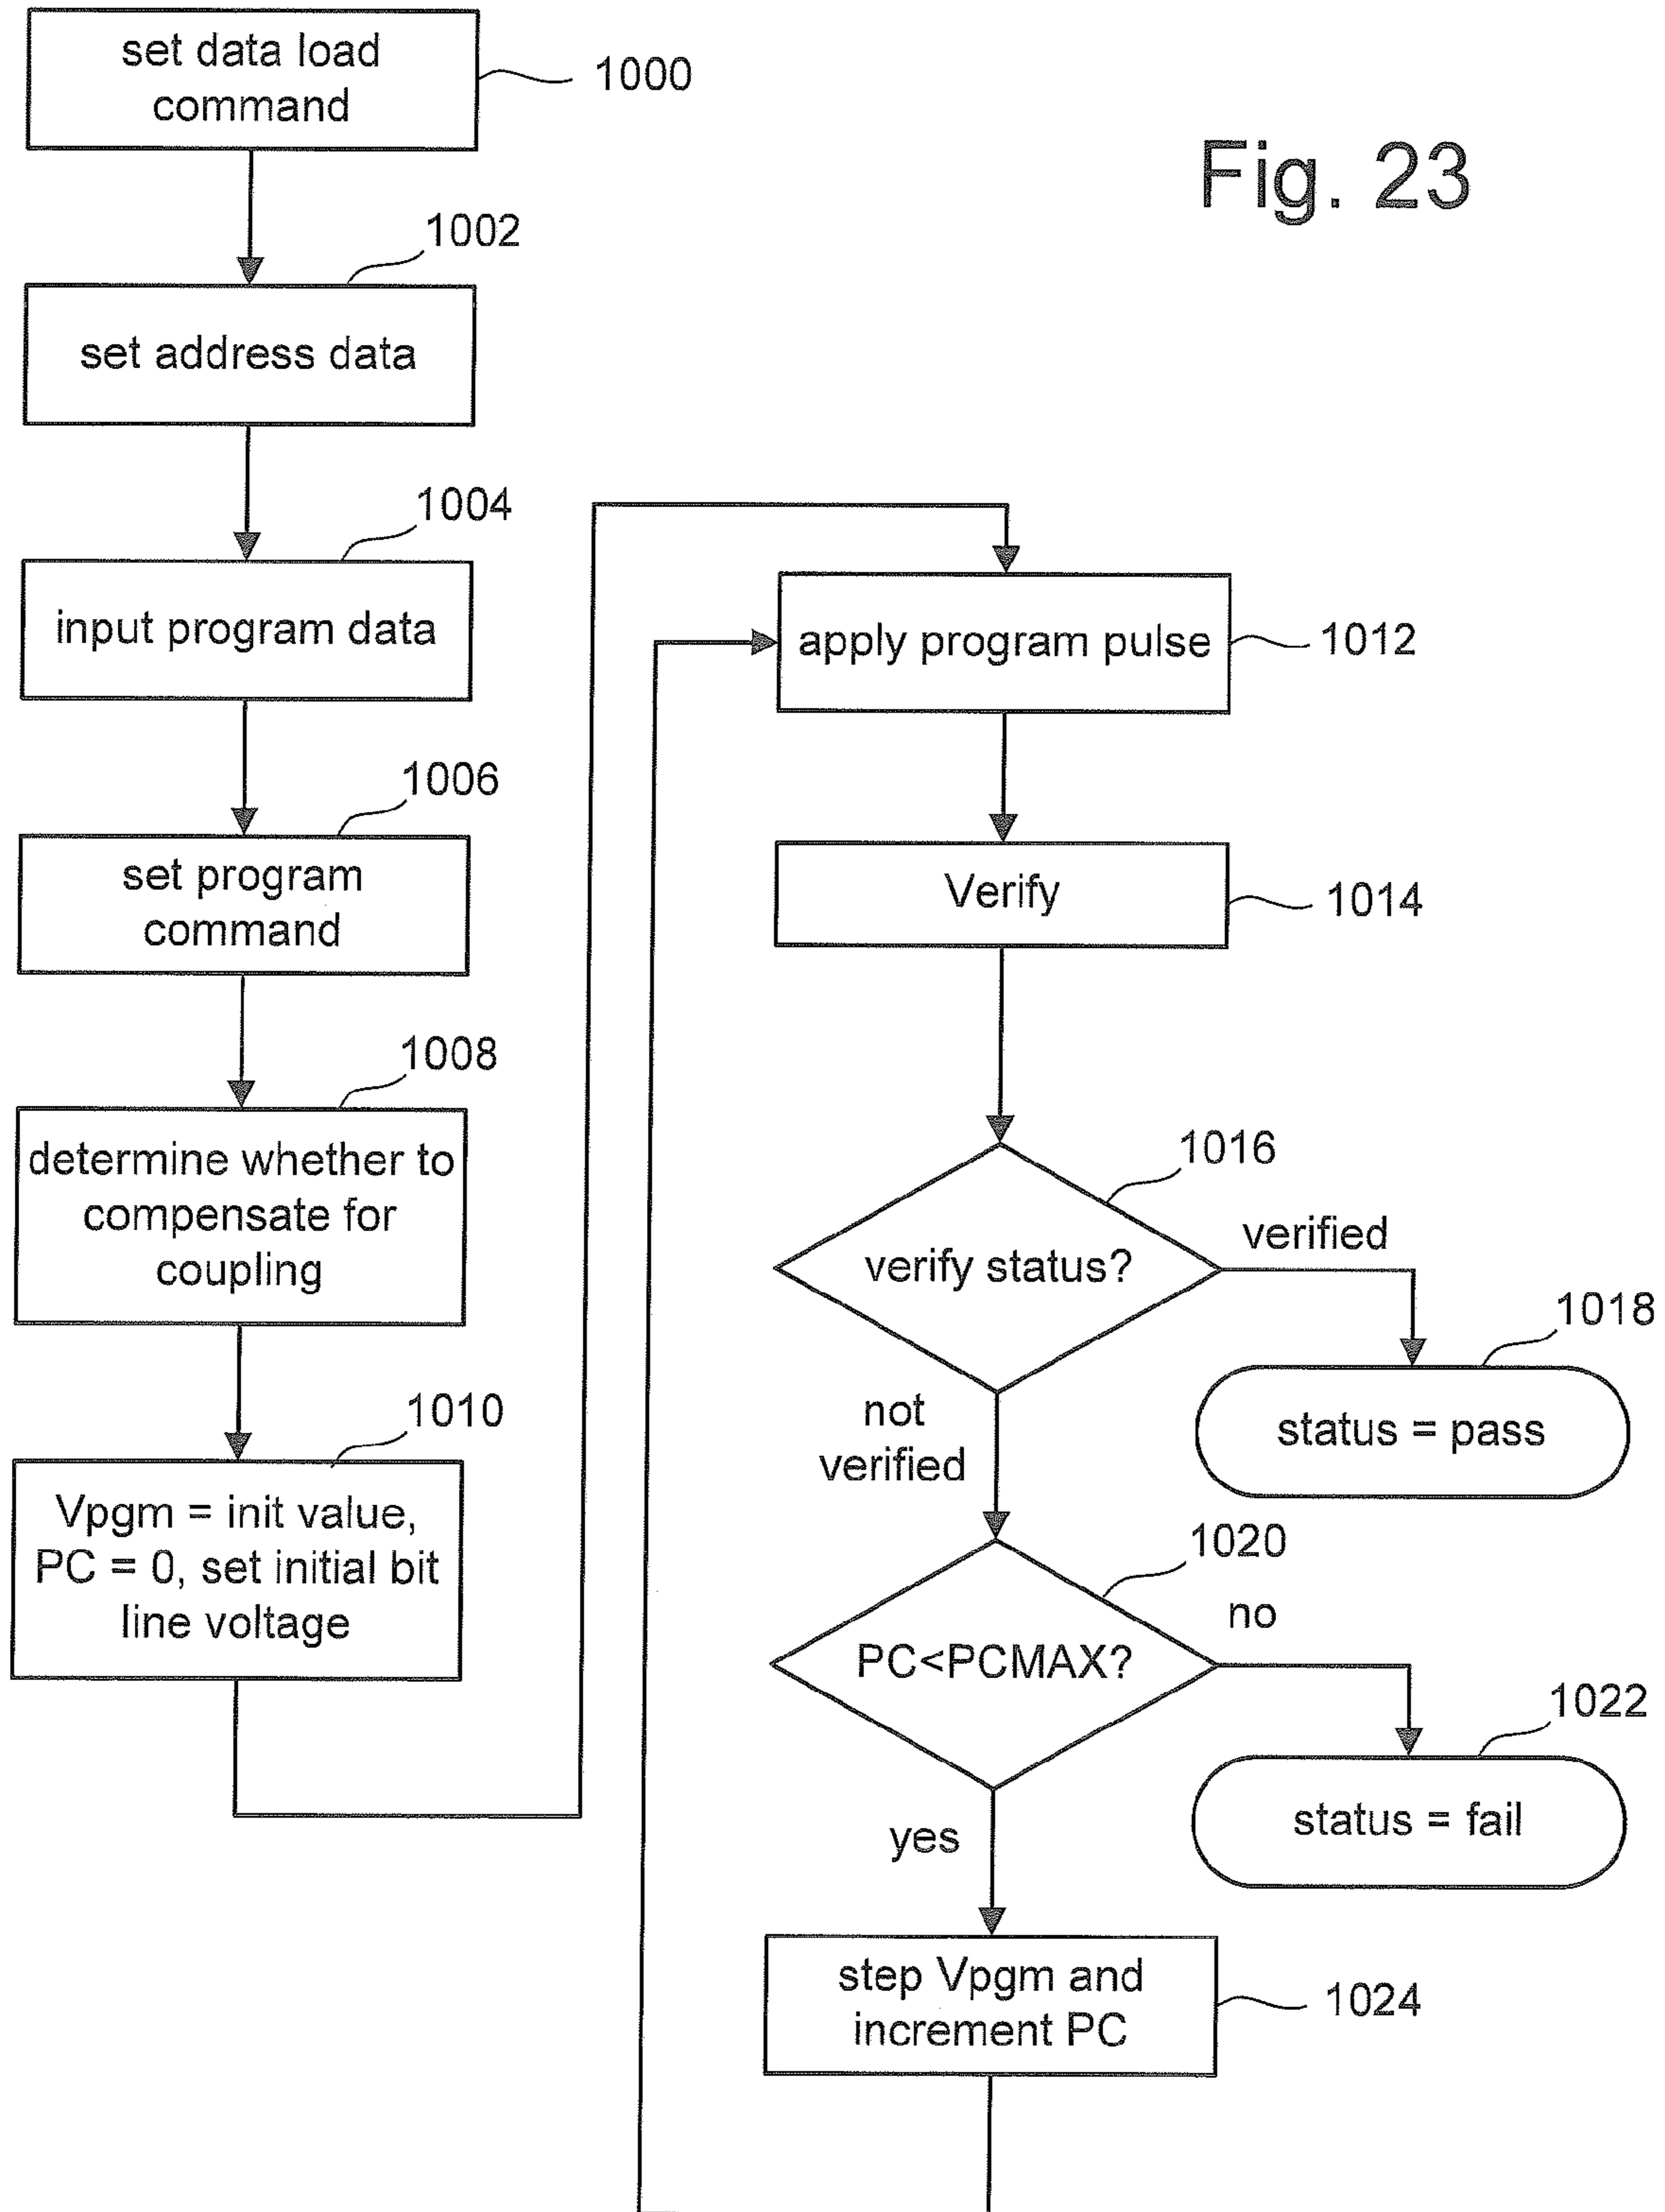 Fig. 23
set data load
command
1000
1002
set address data
1004
input program data
1006
set program
command
1008
determine whether to
compensate for
coupling
1010
Vpgm = init value,
PC = 0, set initial bit
line voltage
apply program pulse
1012
Verify
1014
1016
verify status?
verified
1018
status = pass
not
verified
1020
PC<PCMAX?
no
1022
status = fail
yes
step Vpgm and
increment PC
1024